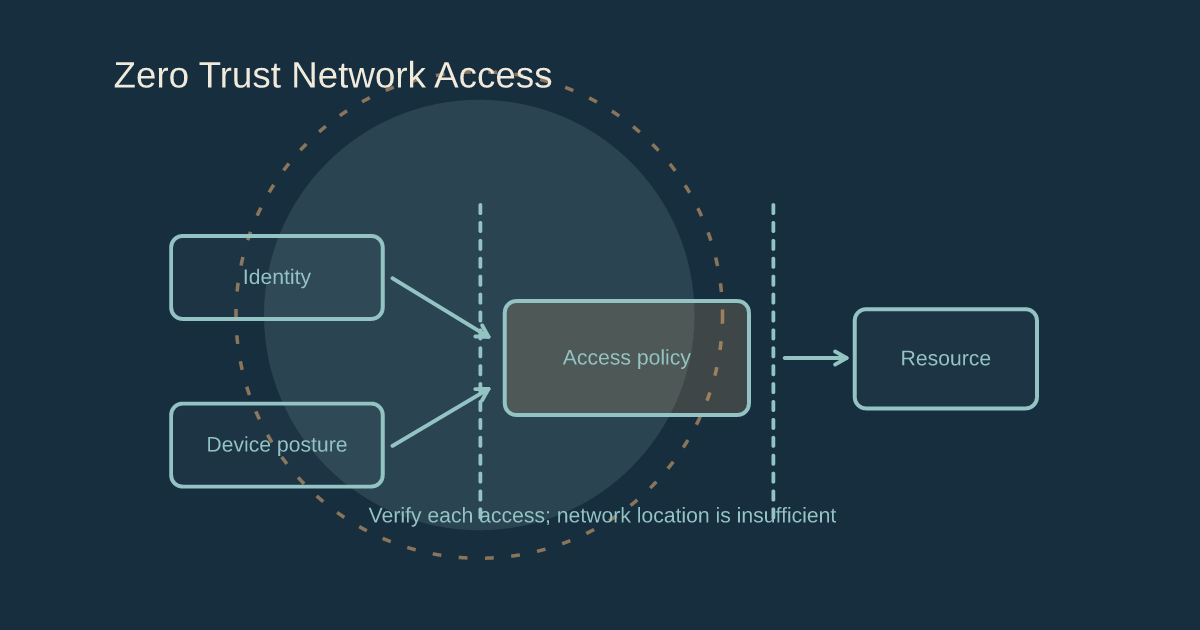 Zero Trust Network Access
Identity
Access policy
Resource
Device posture
Verify each access; network location is insufficient